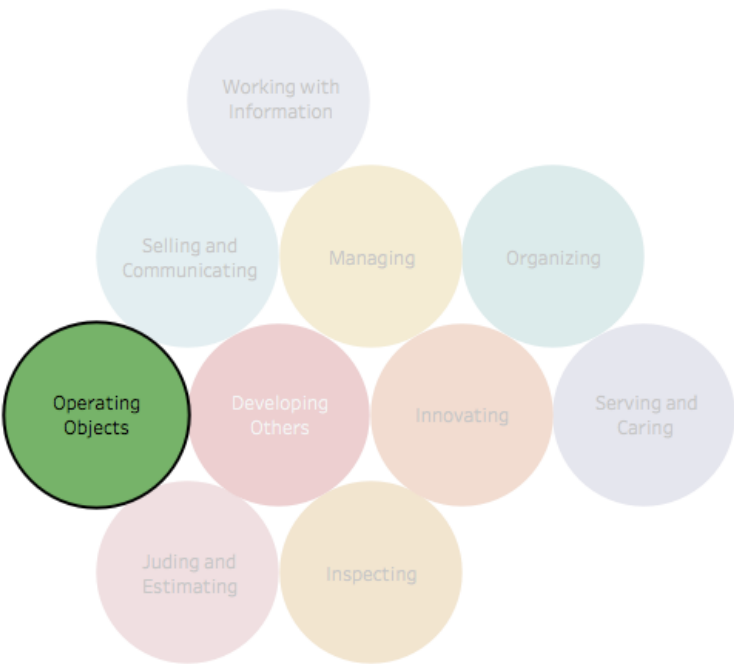 Working with
Information
Selling and
Communicating
Managing
Organizing
Operating
Objects
Developing
Others
Innovating
Serving and
Caring
Juding and
Estimating
Inspecting